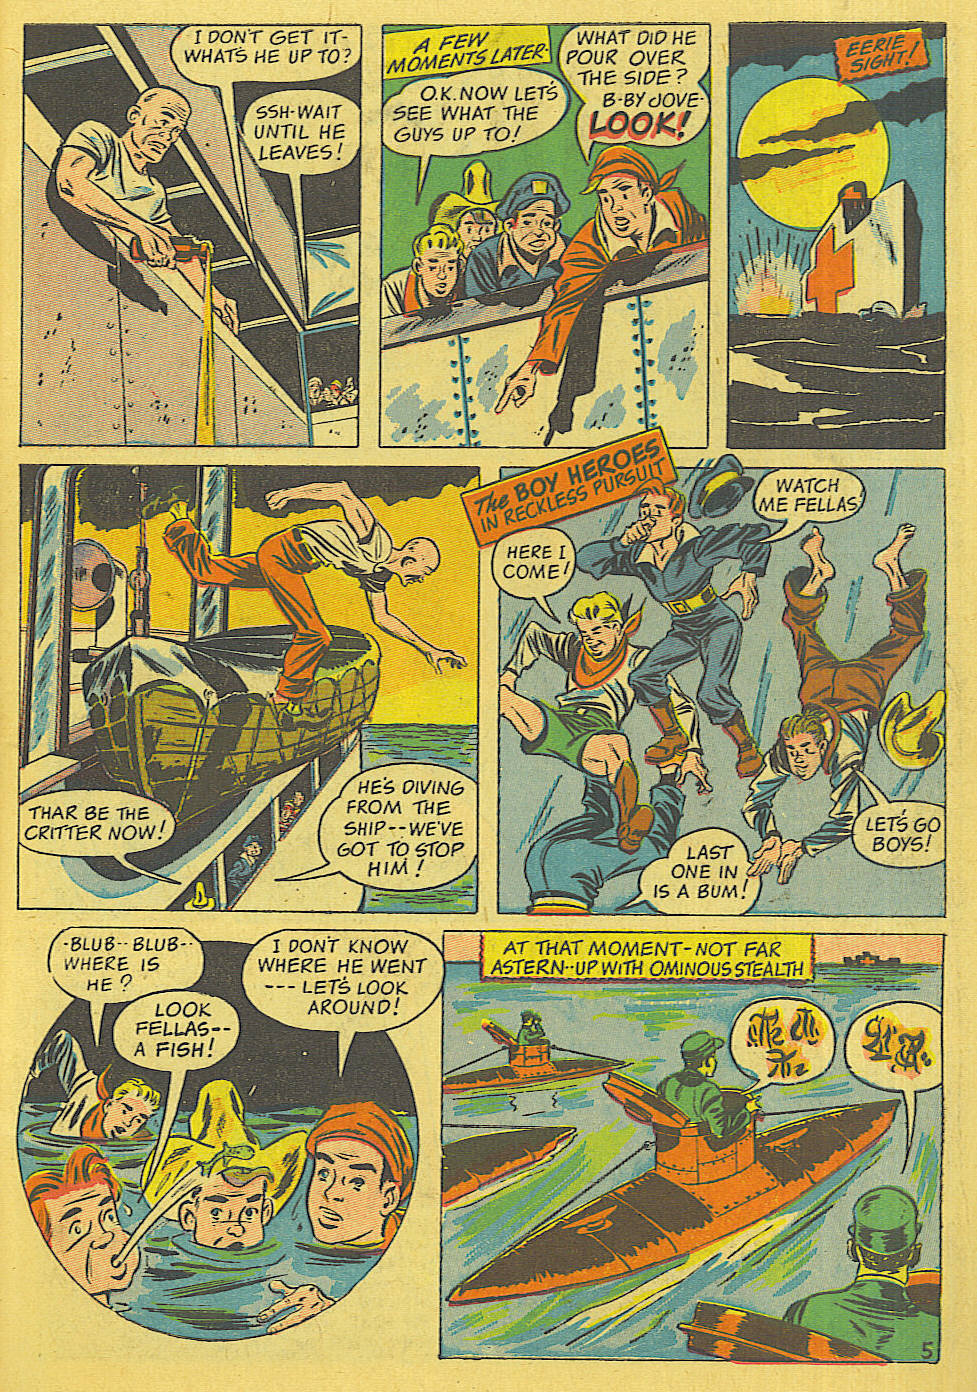 I DON'T GET IT-
WHAT'S HE UP TO?
SSH-WAIT
UNTIL HE
LEAVES!
A FEW
MOMENTS LATER-
O.K. NOW LET'S
SEE WHAT THE
GUYS UP TO!
WHAT DID HE
POUR OVER
THE SIDE?
B-BY JOVE-
LOOK!
EERIE
SIGHT!
THAR BE THE
CRITTER NOW!
HE'S DIVING
FROM THE
SHIP--WE'VE
GOT TO STOP
HIM!
The BOY HEROES
IN RECKLESS PURSUIT
HERE I
COME!
WATCH
ME FELLAS!
LET'S GO
BOYS!
LAST
ONE IN
IS A BUM!
-BLUB--BLUB--
WHERE IS
HE?
LOOK
FELLAS--
A FISH!
I DON'T KNOW
WHERE HE WENT
--- LET'S LOOK
AROUND!
AT THAT MOMENT-NOT FAR
ASTERN--UP WITH OMINOUS STEALTH
5